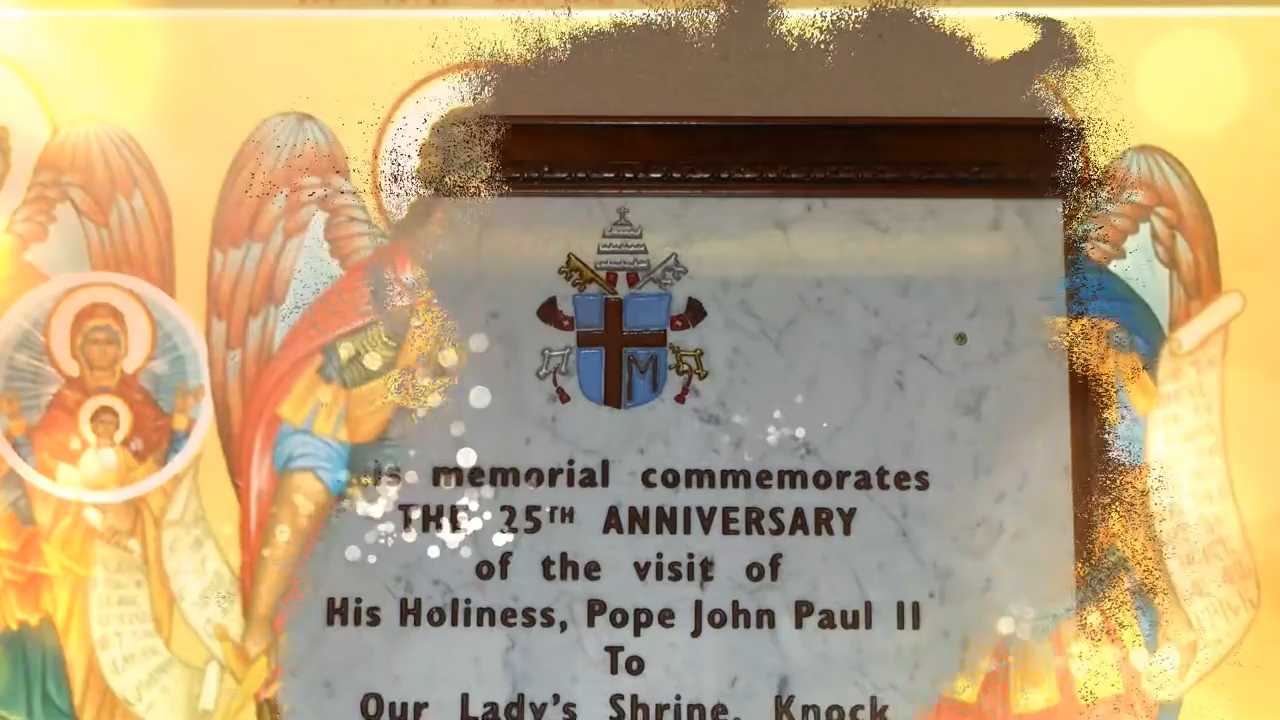 memorial commemorates
THE 25TH ANNIVERSARY
of the visit of
His Holiness, Pope John Paul II
To
Our Lady's Shrine, Knock